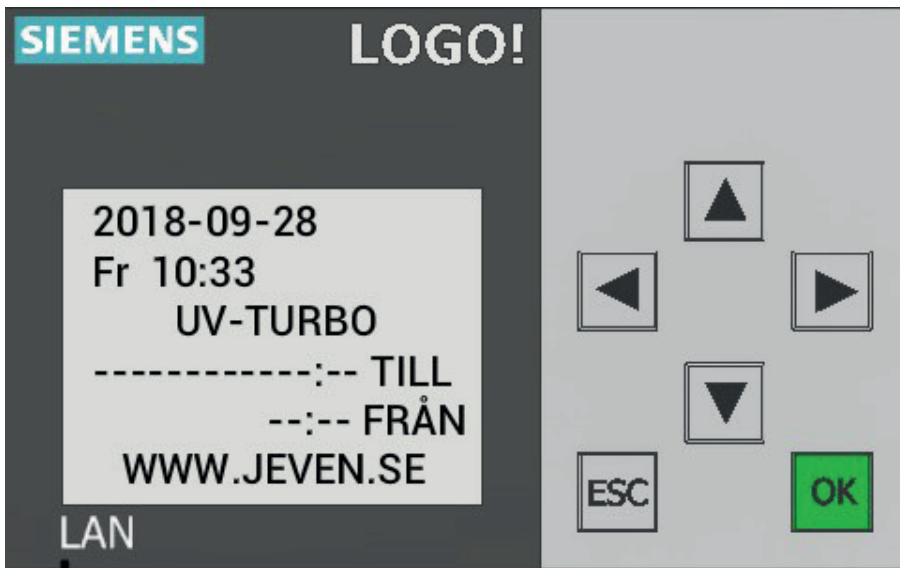 SIEMENS LOGO!
2018-09-28
Fr 10:33
UV-TURBO
------------:-- TILL
--:-- FRÅN
WWW.JEVEN.SE
ESC OK
LAN